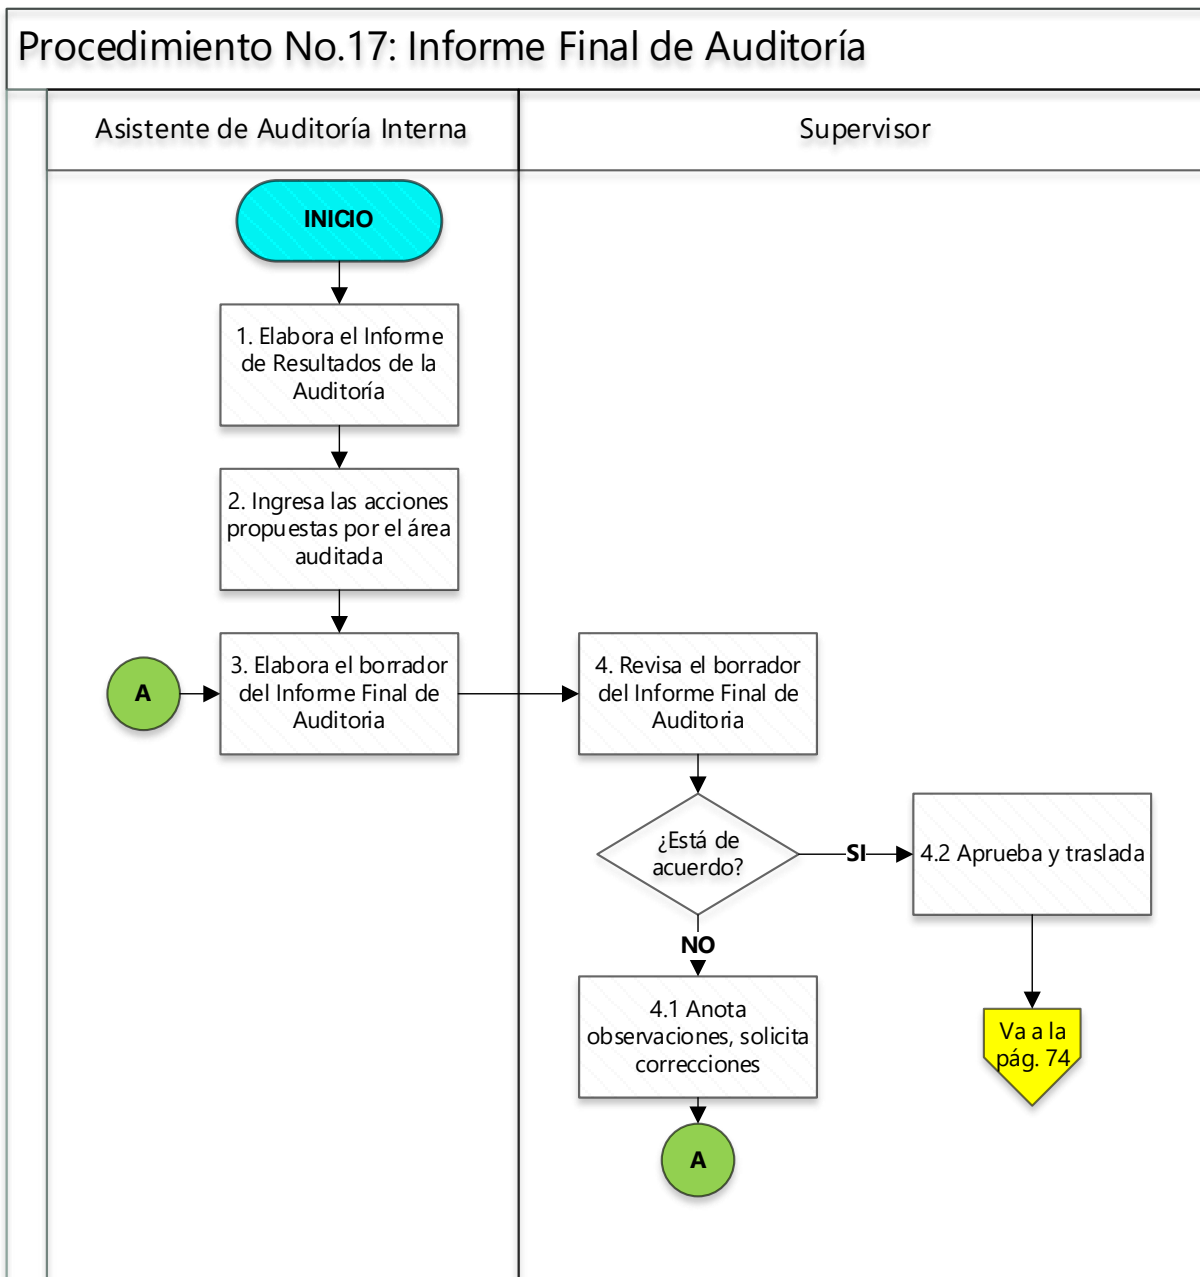 Procedimiento No.17: Informe Final de Auditoría
Asistente de Auditoría Interna
Supervisor
INICIO
1. Elabora el Informe
de Resultados de la
Auditoría
2. Ingresa las acciones
propuestas por el área
auditada
A
3. Elabora el borrador
del Informe Final de
Auditoria
4. Revisa el borrador
del Informe Final de
Auditoria
¿Está de
acuerdo?
SI
4.2 Aprueba y traslada
NO
4.1 Anota
observaciones, solicita
correcciones
Va a la
pág. 74
A